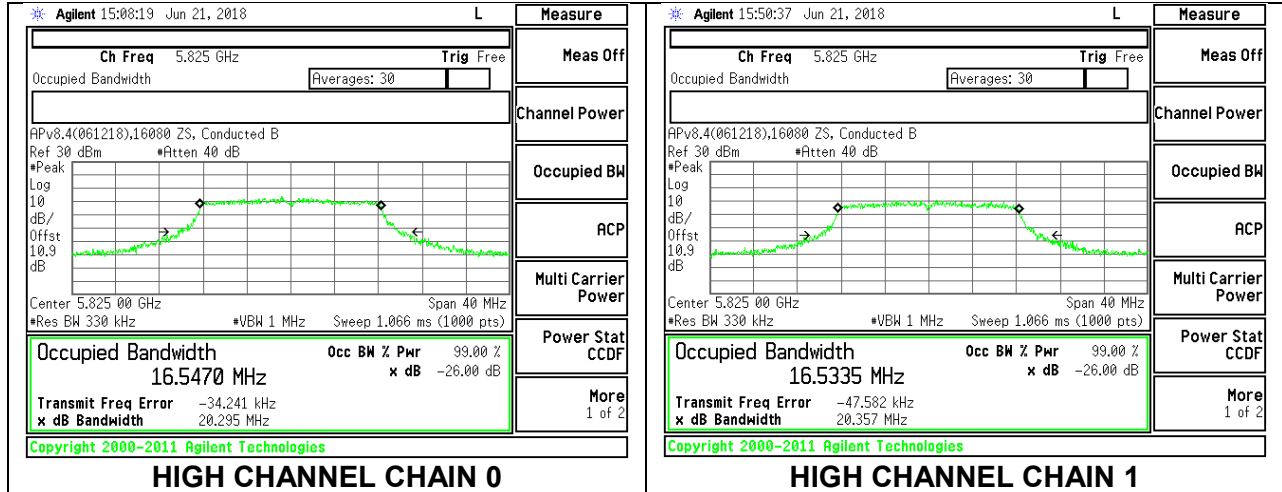 Agilent 15:08:19 Jun 21, 2018 L Measure
Ch Freq 5.825 GHz Trig Free
Occupied Bandwidth Averages: 30
Meas Off
Channel Power
APv8.4(061218),16080 ZS, Conducted B
Ref 30 dBm #Atten 40 dB
#Peak
Log
10
dB/
Offst
10.9
dB
Occupied BW
ACP
Multi Carrier
Power
Center 5.825 00 GHz Span 40 MHz
#Res BW 330 kHz #VBW 1 MHz Sweep 1.066 ms (1000 pts)
Power Stat
CCDF
Occupied Bandwidth Occ BW % Pwr 99.00 %
16.5470 MHz x dB -26.00 dB
Transmit Freq Error -34.241 kHz
x dB Bandwidth 20.295 MHz
More
1 of 2
Copyright 2000-2011 Agilent Technologies
HIGH CHANNEL CHAIN 0
Agilent 15:50:37 Jun 21, 2018 L Measure
Ch Freq 5.825 GHz Trig Free
Occupied Bandwidth Averages: 30
Meas Off
Channel Power
APv8.4(061218),16080 ZS, Conducted B
Ref 30 dBm #Atten 40 dB
#Peak
Log
10
dB/
Offst
10.9
dB
Occupied BW
ACP
Multi Carrier
Power
Center 5.825 00 GHz Span 40 MHz
#Res BW 330 kHz #VBW 1 MHz Sweep 1.066 ms (1000 pts)
Power Stat
CCDF
Occupied Bandwidth Occ BW % Pwr 99.00 %
16.5335 MHz x dB -26.00 dB
Transmit Freq Error -47.582 kHz
x dB Bandwidth 20.357 MHz
More
1 of 2
Copyright 2000-2011 Agilent Technologies
HIGH CHANNEL CHAIN 1